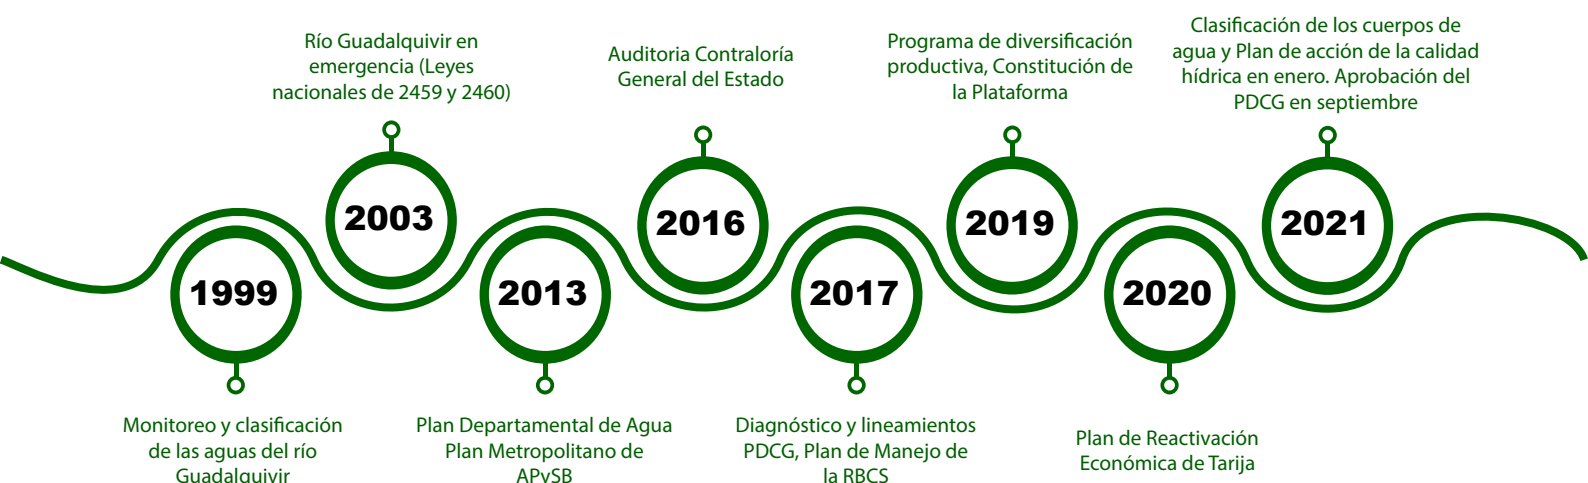 Río Guadalquivir en
emergencia (Leyes
nacionales de 2459 y 2460)
Auditoria Contraloría
General del Estado
Programa de diversificación
productiva, Constitución de
la Plataforma
Clasificación de los cuerpos de
agua y Plan de acción de la calidad
hídrica en enero. Aprobación del
PDCG en septiembre
1999
2003
2013
2016
2017
2019
2020
2021
Monitoreo y clasificación
de las aguas del río
Guadalquivir
Plan Departamental de Agua
Plan Metropolitano de
APySB
Diagnóstico y lineamientos
PDCG, Plan de Manejo de
la RBCS
Plan de Reactivación
Económica de Tarija